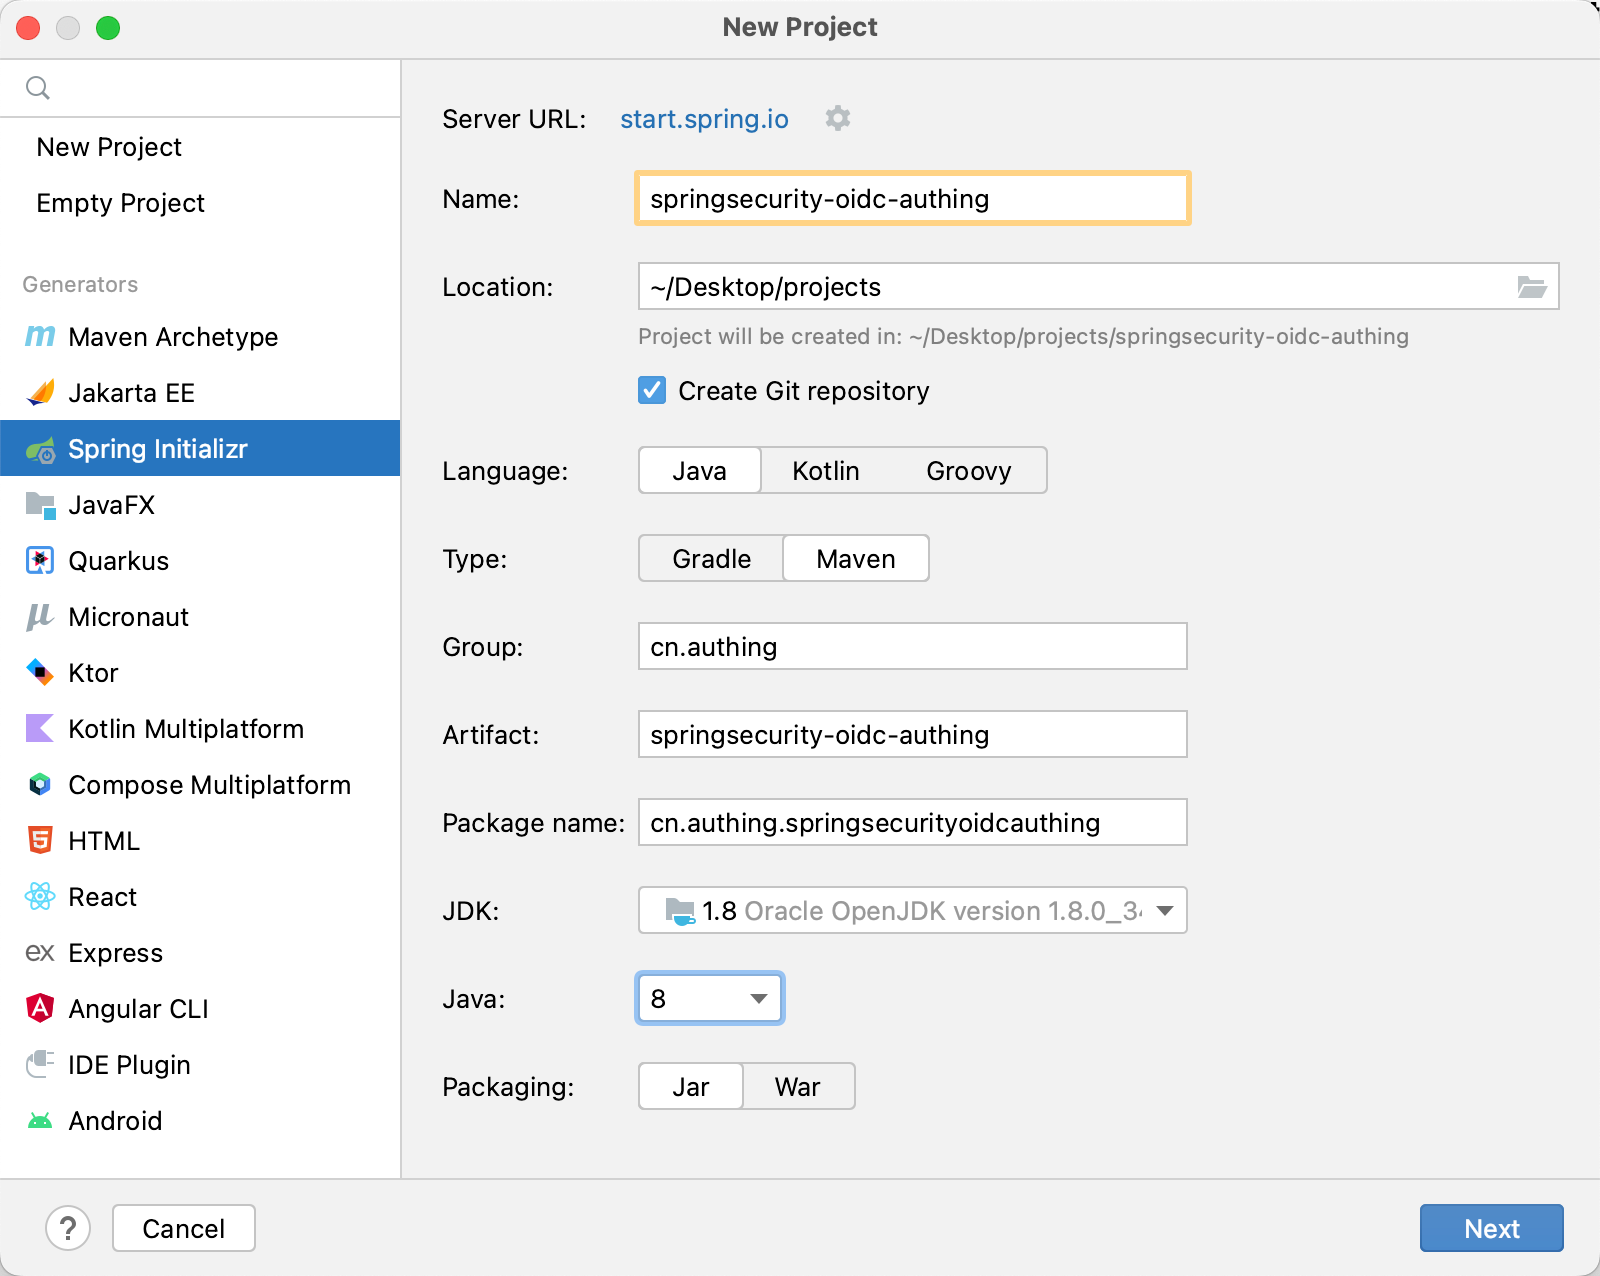 New Project
New Project
Empty Project
Generators
Maven Archetype
Jakarta EE
Spring Initializr
JavaFX
Quarkus
Micronaut
Ktor
Kotlin Multiplatform
Compose Multiplatform
HTML
React
ex Express
Angular CLI
IDE Plugin
Android
Server URL: start.spring.io
Name: springsecurity-oidc-authing
Location: ~/Desktop/projects
Project will be created in: ~/Desktop/projects/springsecurity-oidc-authing
Create Git repository
Language: Java Kotlin Groovy
Type: Gradle Maven
Group: cn.authing
Artifact: springsecurity-oidc-authing
Package name: cn.authing.springsecurityoidcauthing
JDK: 1.8 Oracle OpenJDK version 1.8.0_3
Java: 8
Packaging: Jar War
? Cancel Next